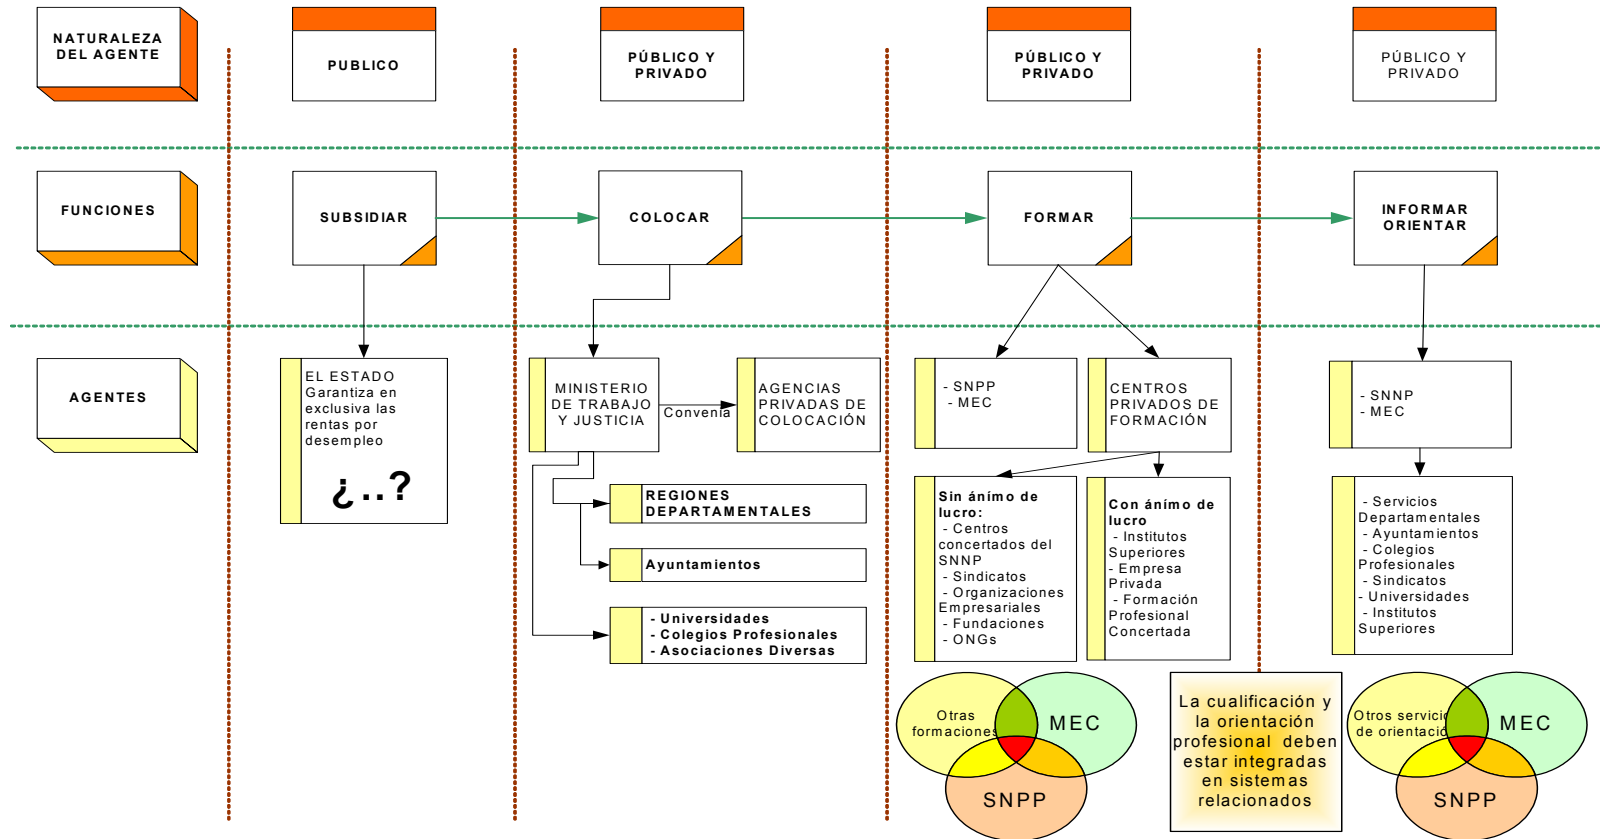 NATURALEZA
DEL AGENTE
PUBLICO
PÚBLICO Y
PRIVADO
PÚBLICO Y
PRIVADO
PÚBLICO Y
PRIVADO
FUNCIONES
SUBSIDIAR
COLOCAR
FORMAR
INFORMAR
ORIENTAR
AGENTES
EL ESTADO
Garantiza en
exclusiva las
rentas por
desempleo
¿..?
MINISTERIO
DE TRABAJO
Y JUSTICIA
Convenía
AGENCIAS
PRIVADAS DE
COLOCACIÓN
REGIONES
DEPARTAMENTALES
Ayuntamientos
- Universidades
- Colegios Profesionales
- Asociaciones Diversas
- SNPP
- MEC
CENTROS
PRIVADOS DE
FORMACIÓN
Sin ánimo de
lucro:
- Centros
concertados del
SNNP
- Sindicatos
- Organizaciones
Empresariales
- Fundaciones
- ONGs
Con ánimo de
lucro
- Institutos
Superiores
- Empresa
Privada
- Formación
Profesional
Concertada
- SNNP
- MEC
- Servicios
Departamentales
- Ayuntamientos
- Colegios
Profesionales
- Sindicatos
- Universidades
- Institutos
Superiores
Otras
formaciones
MEC
SNPP
La cualificación y
la orientación
profesional deben
estar integradas
en sistemas
relacionados
Otros servicio
de orientación
MEC
SNPP